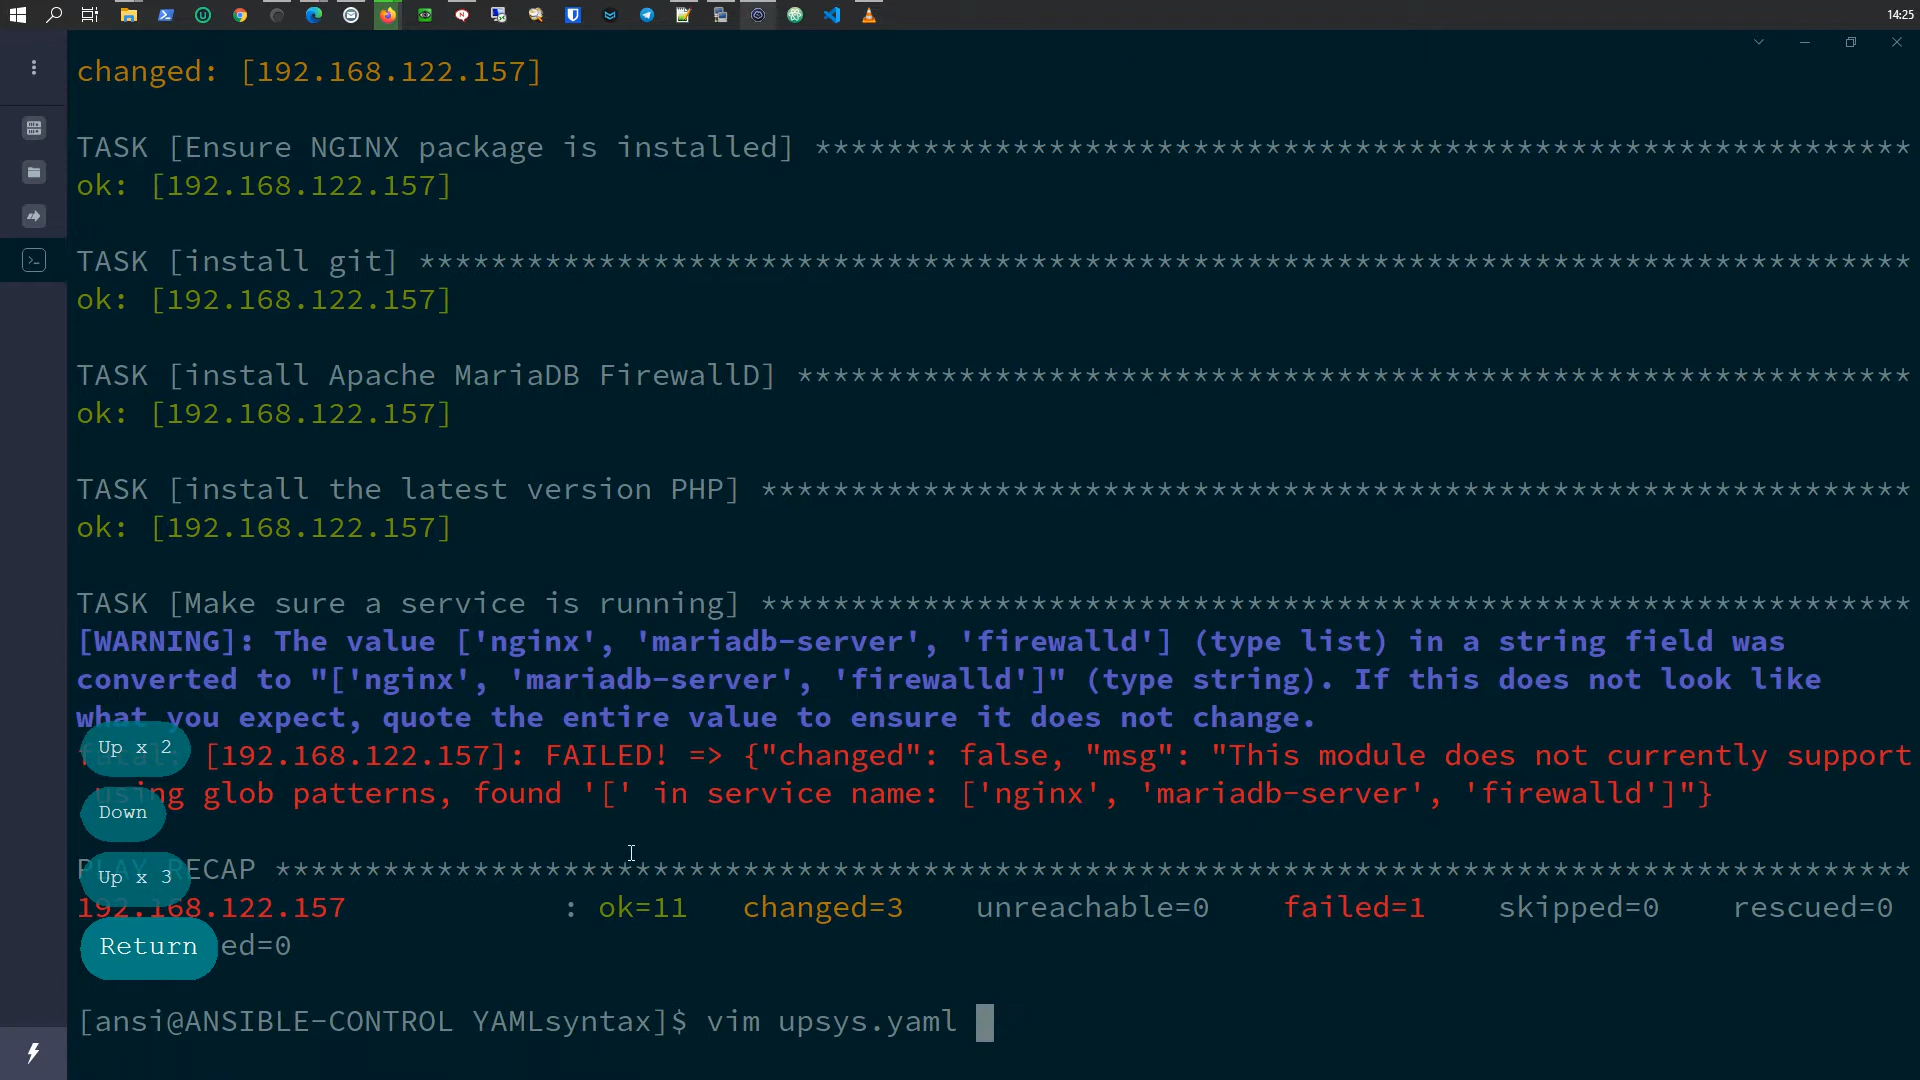 14:25
changed: [192.168.122.157]
TASK [Ensure NGINX package is installed] *************************************************************
ok: [192.168.122.157]
TASK [install git] ***********************************************************************************
ok: [192.168.122.157]
TASK [install Apache MariaDB FirewallD] **************************************************************
ok: [192.168.122.157]
TASK [install the latest version PHP] ****************************************************************
ok: [192.168.122.157]
TASK [Make sure a service is running] ****************************************************************
[WARNING]: The value ['nginx', 'mariadb-server', 'firewalld'] (type list) in a string field was
converted to "['nginx', 'mariadb-server', 'firewalld']" (type string). If this does not look like
what you expect, quote the entire value to ensure it does not change.
Up x 2
fatal: [192.168.122.157]: FAILED! => {"changed": false, "msg": "This module does not currently support
using glob patterns, found '[' in service name: ['nginx', 'mariadb-server', 'firewalld']"}
Down
PLAY RECAP *******************************************************************************************
Up x 3
192.168.122.157 : ok=11 changed=3 unreachable=0 failed=1 skipped=0 rescued=0
Return
ed=0
[ansi@ANSIBLE-CONTROL YAMLsyntax]$ vim upsys.yaml